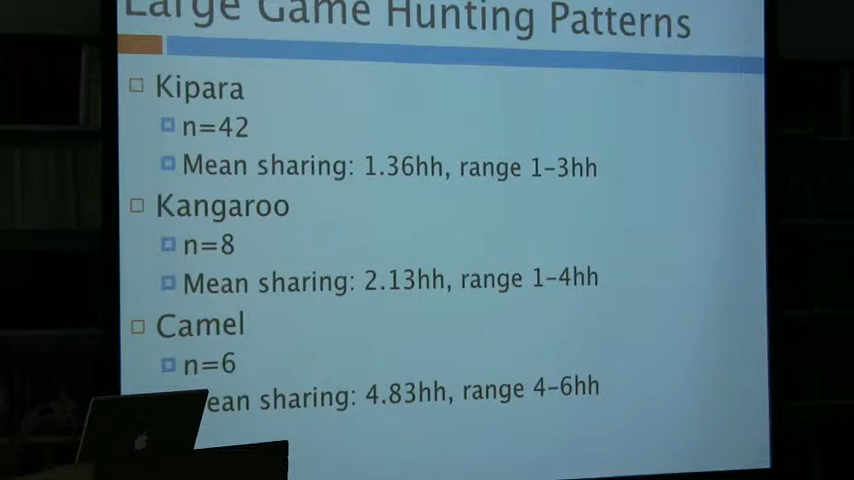 Large Game Hunting Patterns
Kipara
n=42
Mean sharing: 1.36hh, range 1–3hh
Kangaroo
n=8
Mean sharing: 2.13hh, range 1–4hh
Camel
n=6
ean sharing: 4.83hh, range 4–6hh